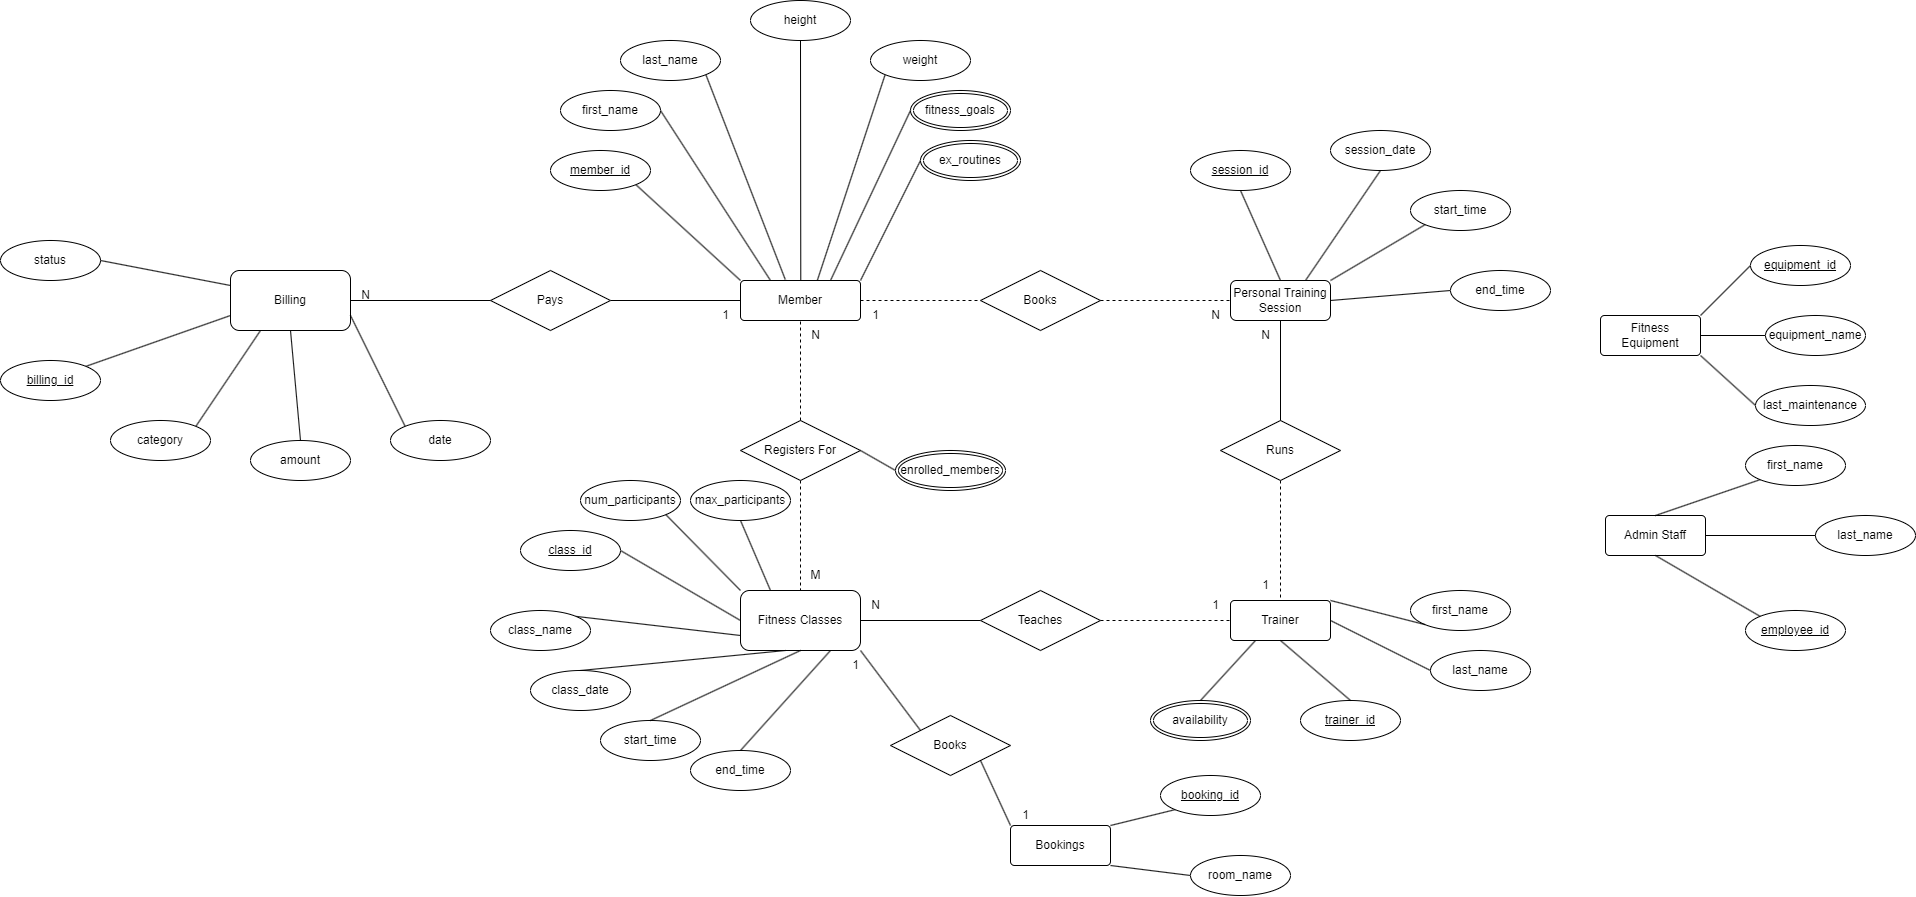 height
last_name
weight
first_name
fitness_goals
member_id
ex_routines
session_id
session_date
start_time
end_time
status
Billing
N
Pays
1
Member
1
Books
N
Personal Training
Session
N
N
equipment_id
Fitness
Equipment
equipment_name
last_maintenance
billing_id
category
amount
date
Registers For
enrolled_members
Runs
first_name
last_name
Admin Staff
employee_id
num_participants
max_participants
class_id
M
class_name
Fitness Classes
N
Teaches
1
1
Trainer
first_name
last_name
availability
trainer_id
class_date
start_time
end_time
1
Books
1
Bookings
booking_id
room_name